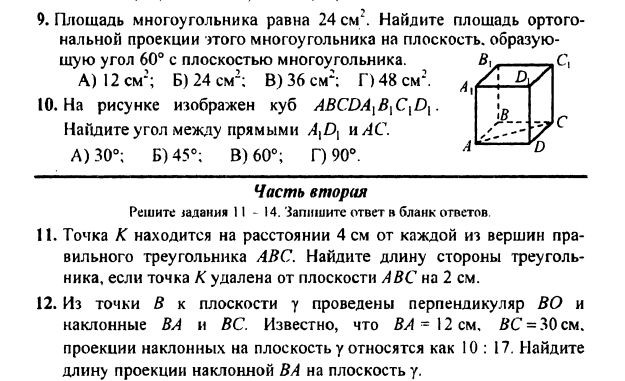 9. Площадь многоугольника равна 24 см². Найдите площадь ортого-
нальной проекции этого многоугольника на плоскость, образую-
щую угол 60° с плоскостью многоугольника.
А) 12 см²; Б) 24 см²; В) 36 см²; Г) 48 см².
10. На рисунке изображен куб ABCDA₁B₁C₁D₁.
Найдите угол между прямыми A₁D₁ и AC.
А) 30°; Б) 45°; В) 60°; Г) 90°.
B₁ C₁
A₁ D₁
B C
A D
Часть вторая
Решите задания 11 – 14. Запишите ответ в бланк ответов.
11. Точка K находится на расстоянии 4 см от каждой из вершин пра-
вильного треугольника ABC. Найдите длину стороны треуголь-
ника, если точка K удалена от плоскости ABC на 2 см.
12. Из точки B к плоскости γ проведены перпендикуляр BO и
наклонные BA и BC. Известно, что BA = 12 см, BC = 30 см,
проекции наклонных на плоскость γ относятся как 10 : 17. Найдите
длину проекции наклонной BA на плоскость γ.